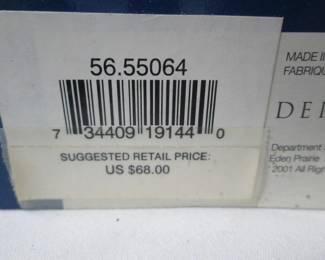 56.55064
7 34409 19144 0
SUGGESTED RETAIL PRICE:
US $68.00
MADE I
FABRIQU
DE
Department
Eden Prairie
2001 All Righ